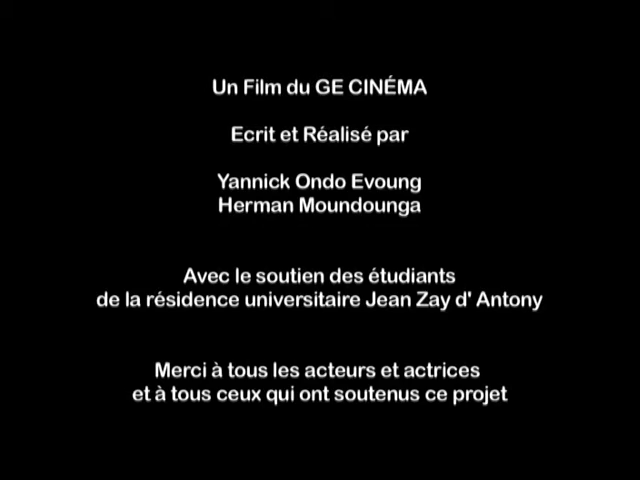 Un Film du GE CINÉMA
Ecrit et Réalisé par
Yannick Ondo Evoung
Herman Moundounga
Avec le soutien des étudiants
de la résidence universitaire Jean Zay d' Antony
Merci à tous les acteurs et actrices
et à tous ceux qui ont soutenus ce projet